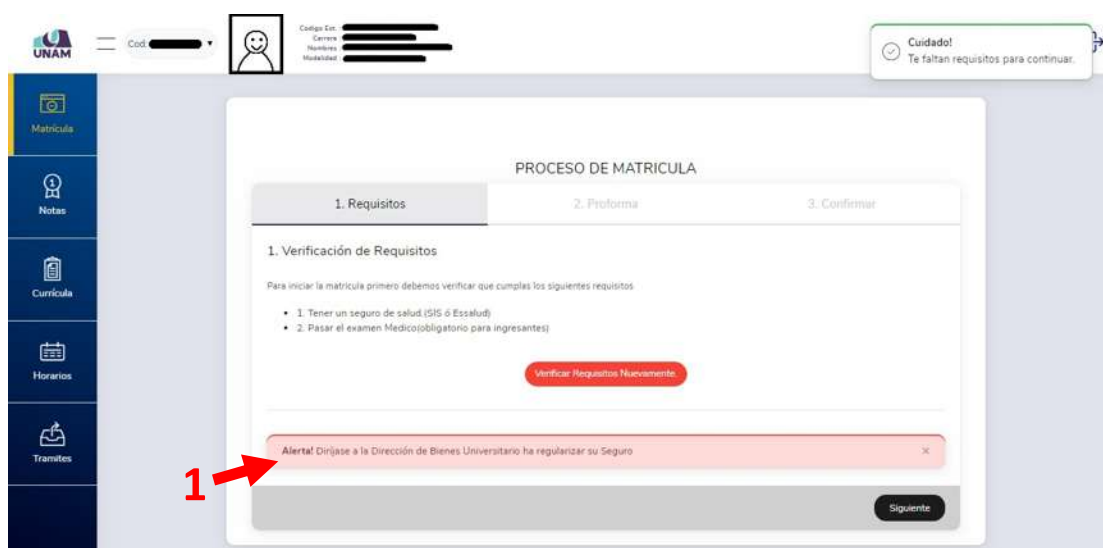 UNAM
Cod.
Codigo Est.:
Carrera:
Nombres:
Modalidad:
Cuidado!
Te faltan requisitos para continuar.
Matrícula
Notas
Currícula
Horarios
Tramites
PROCESO DE MATRICULA
1. Requisitos
2. Proforma
3. Confirmar
1. Verificación de Requisitos
Para iniciar la matricula primero debemos verificar que cumplas los siguientes requisitos
1. Tener un seguro de salud.(SIS ó Essalud)
2. Pasar el examen Medico(obligatorio para ingresantes)
Verificar Requisitos Nuevamente.
Alerta! Diríjase a la Dirección de Bienes Universitario ha regularizar su Seguro
1
Siguiente